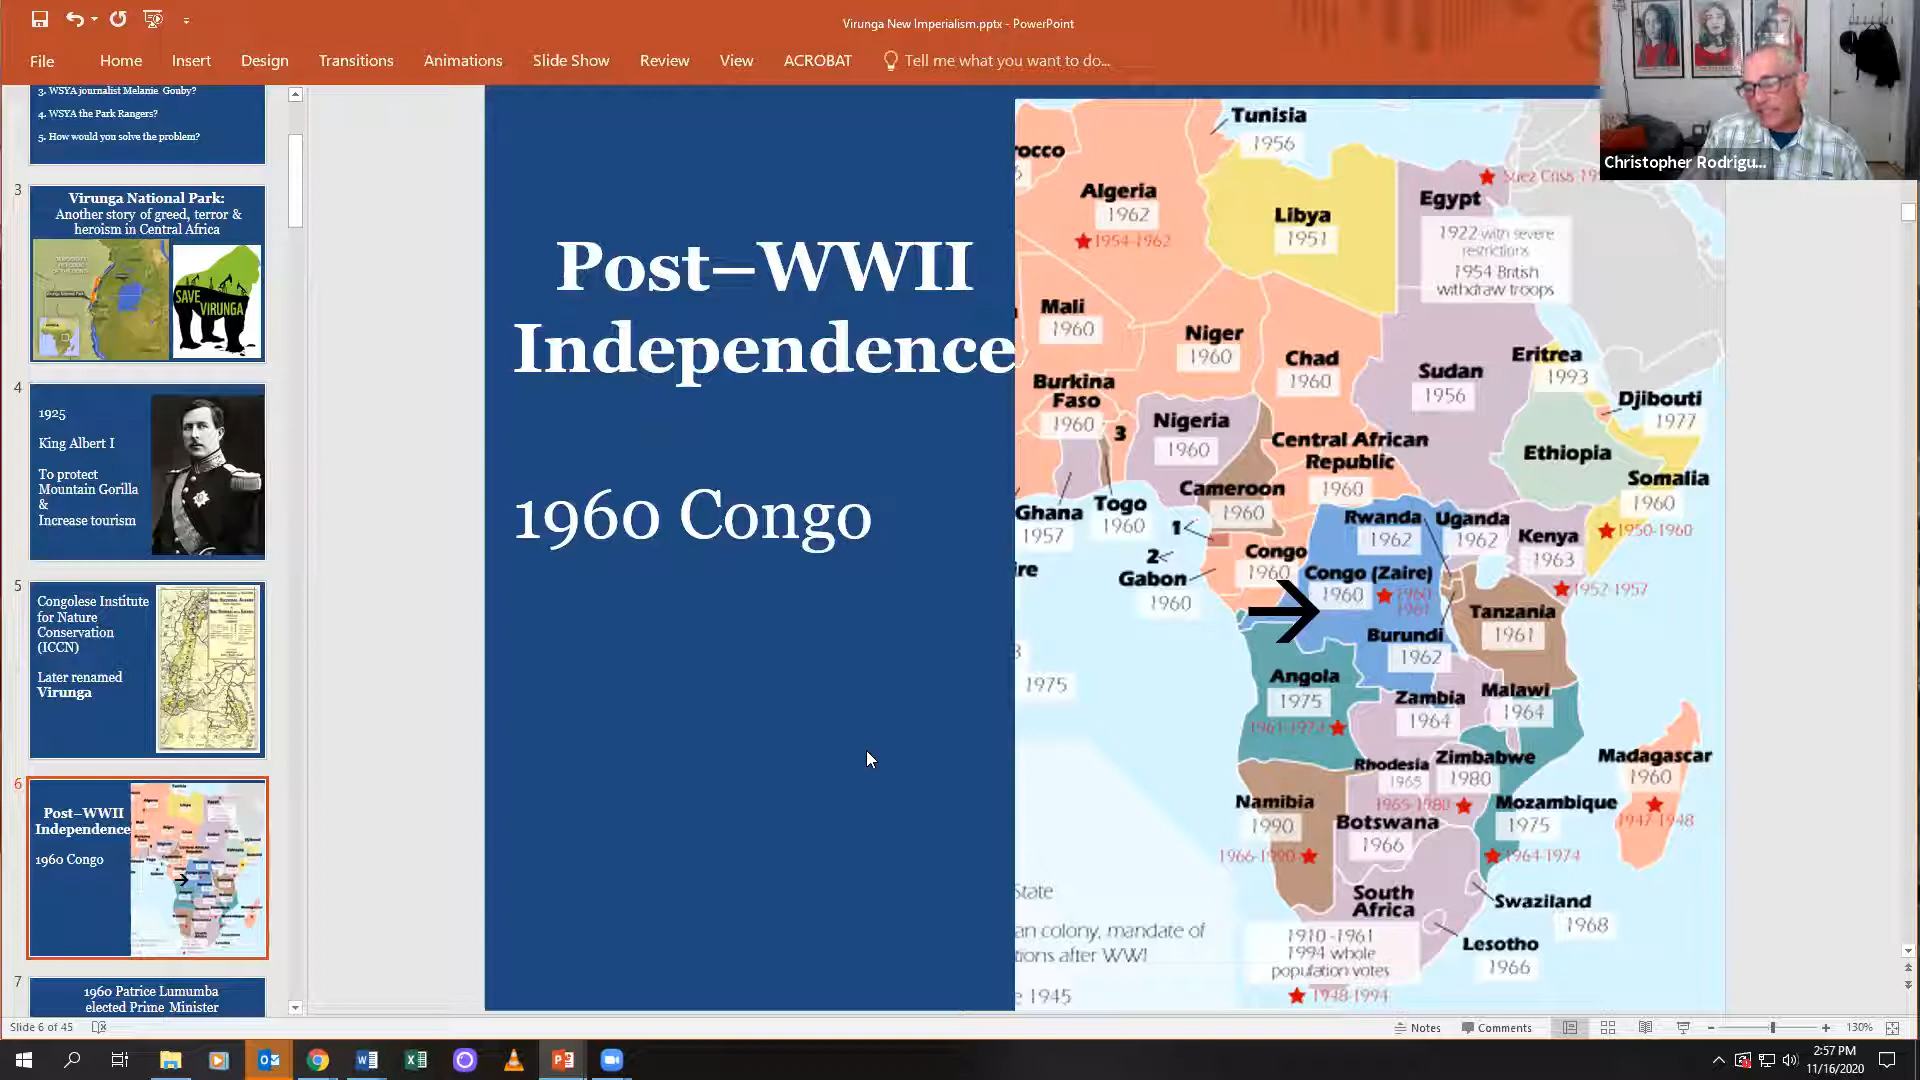 Virunga New Imperialism.pptx - PowerPoint
File Home Insert Design Transitions Animations Slide Show Review View ACROBAT Tell me what you want to do...
Christopher Rodrigu...
3. WSYA journalist Melanie Gouby?
4. WSYA the Park Rangers?
5. How would you solve the problem?
3
Virunga National Park:
Another story of greed, terror &
heroism in Central Africa
SAVE
VIRUNGA
4
1925
King Albert I
To protect
Mountain Gorilla
&
Increase tourism
5
Congolese Institute
for Nature
Conservation
(ICCN)
Later renamed
Virunga
6
Post–WWII
Independence
1960 Congo
7
1960 Patrice Lumumba
elected Prime Minister
Post–WWII
Independence
1960 Congo
Tunisia
1956
rocco
Algeria
1962
1954-1962
Libya
1951
Egypt
Suez Crisis
1922 with severe
restrictions
1954 British
withdraw troops
Mali
1960
Niger
1960
Chad
1960
Sudan
1956
Eritrea
1993
Djibouti
1977
Burkina
Faso
1960
3
Nigeria
1960
Central African
Republic
1960
Ethiopia
Somalia
1960
1950-1960
Ghana
1957
Togo
1960
Cameroon
1960
1
2
Gabon
1960
Congo
1960
Congo (Zaire)
1960
1960
1961
Rwanda
1962
Uganda
1962
Kenya
1963
1952-1957
Tanzania
1961
Burundi
1962
ire
1975
Angola
1975
1961-1974
Zambia
1964
Malawi
1964
Rhodesia
1965
1965-1980
Zimbabwe
1980
Mozambique
1975
1964-1974
Madagascar
1960
1947-1948
Namibia
1990
1966-1990
Botswana
1966
South
Africa
1910 -1961
1994 whole
population votes
1948-1994
Swaziland
1968
Lesotho
1966
State
an colony, mandate of
tions after WWI
e 1945
Slide 6 of 45
Notes Comments 130%
2:57 PM
11/16/2020